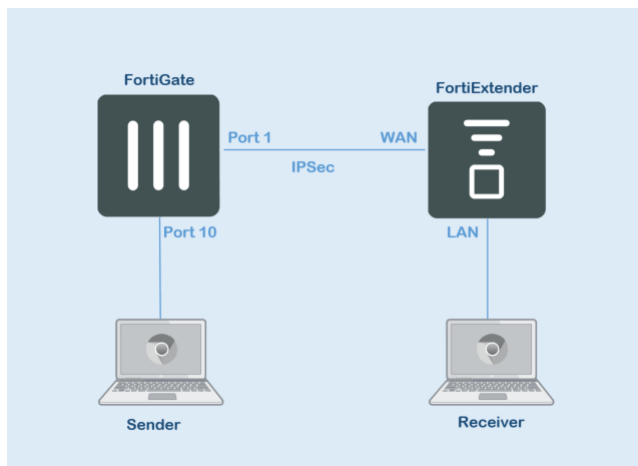 FortiGate
FortiExtender
Port 1
WAN
IPSec
Port 10
LAN
Sender
Receiver